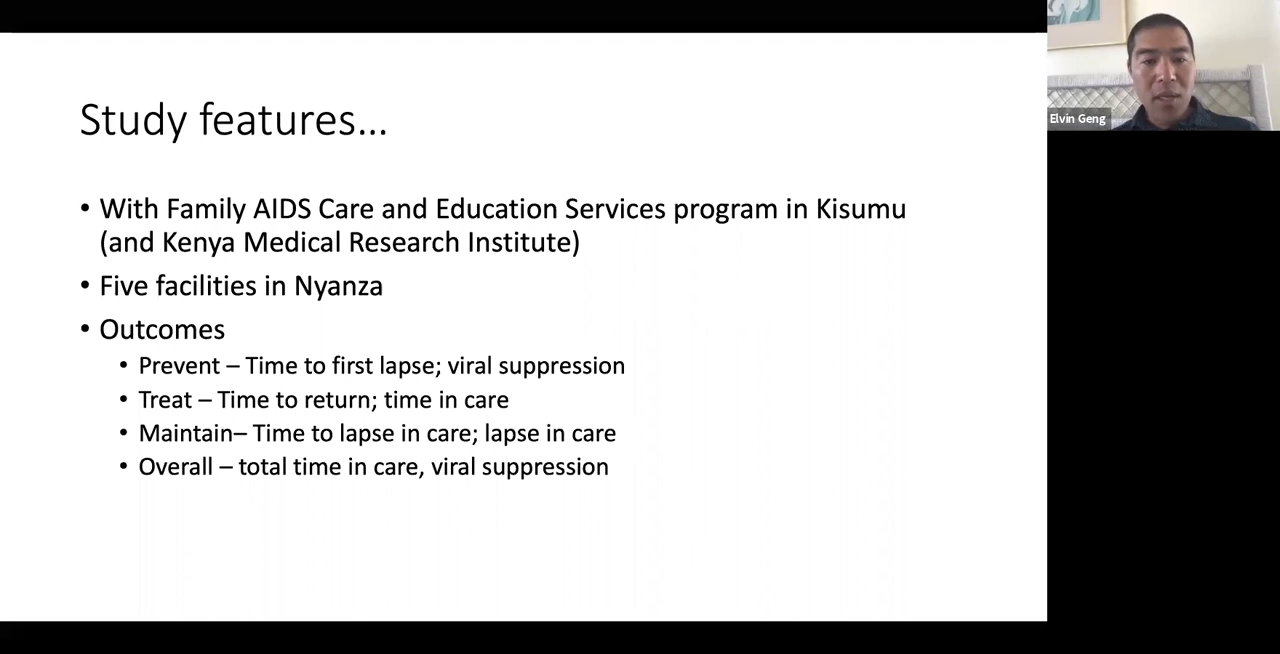 Study features...
• With Family AIDS Care and Education Services program in Kisumu
(and Kenya Medical Research Institute)
• Five facilities in Nyanza
• Outcomes
• Prevent – Time to first lapse; viral suppression
• Treat – Time to return; time in care
• Maintain– Time to lapse in care; lapse in care
• Overall – total time in care, viral suppression
Elvin Geng